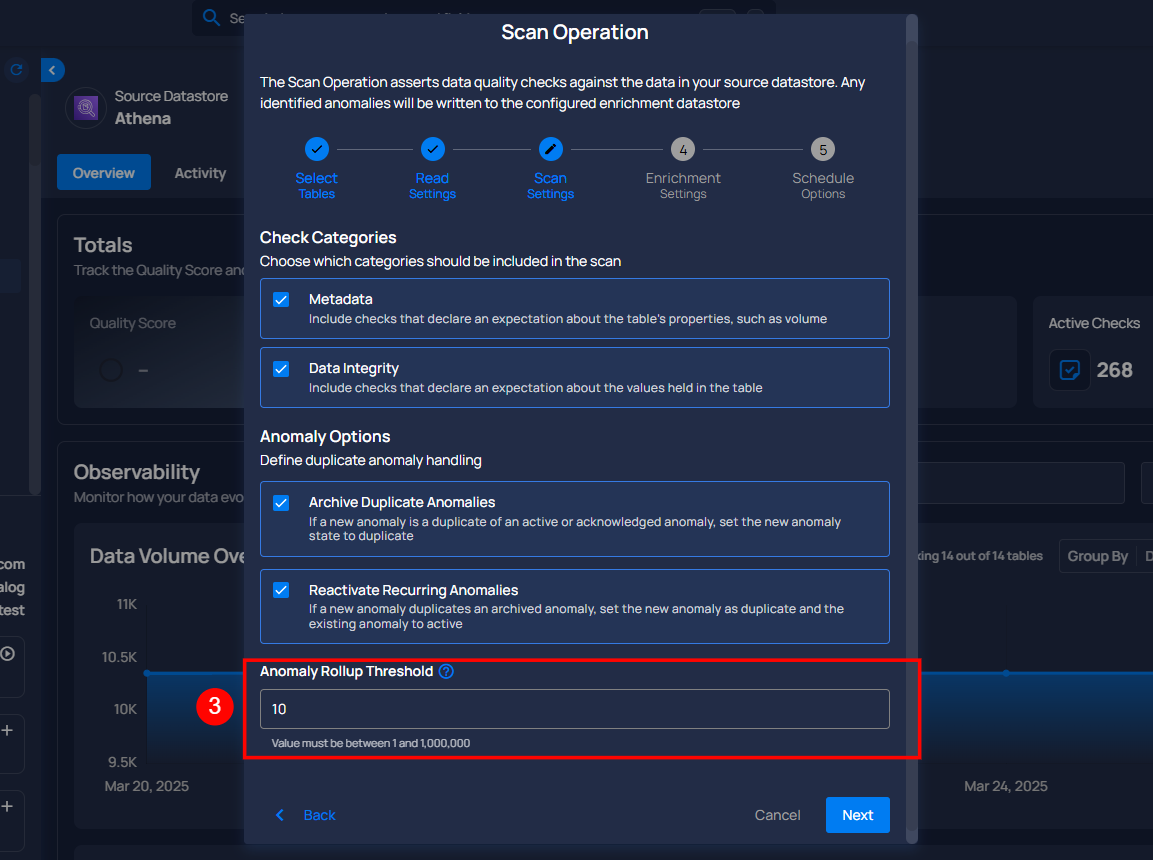 Scan Operation
The Scan Operation asserts data quality checks against the data in your source datastore. Any
identified anomalies will be written to the configured enrichment datastore
Source Datastore
Athena
Overview
Activity
4
5
Select
Tables
Read
Settings
Scan
Settings
Enrichment
Settings
Schedule
Options
Totals
Track the Quality Score and
Quality Score
–
Active Checks
268
Check Categories
Choose which categories should be included in the scan
Metadata
Include checks that declare an expectation about the table's properties, such as volume
Data Integrity
Include checks that declare an expectation about the values held in the table
Anomaly Options
Define duplicate anomaly handling
Archive Duplicate Anomalies
If a new anomaly is a duplicate of an active or acknowledged anomaly, set the new anomaly
state to duplicate
Reactivate Recurring Anomalies
If a new anomaly duplicates an archived anomaly, set the new anomaly as duplicate and the
existing anomaly to active
Observability
Monitor how your data evo
Data Volume Ove
king 14 out of 14 tables
Group By
D
com
alog
test
11K
10.5K
10K
9.5K
Mar 20, 2025
Mar 24, 2025
3
Anomaly Rollup Threshold ?
10
Value must be between 1 and 1,000,000
Back
Cancel
Next